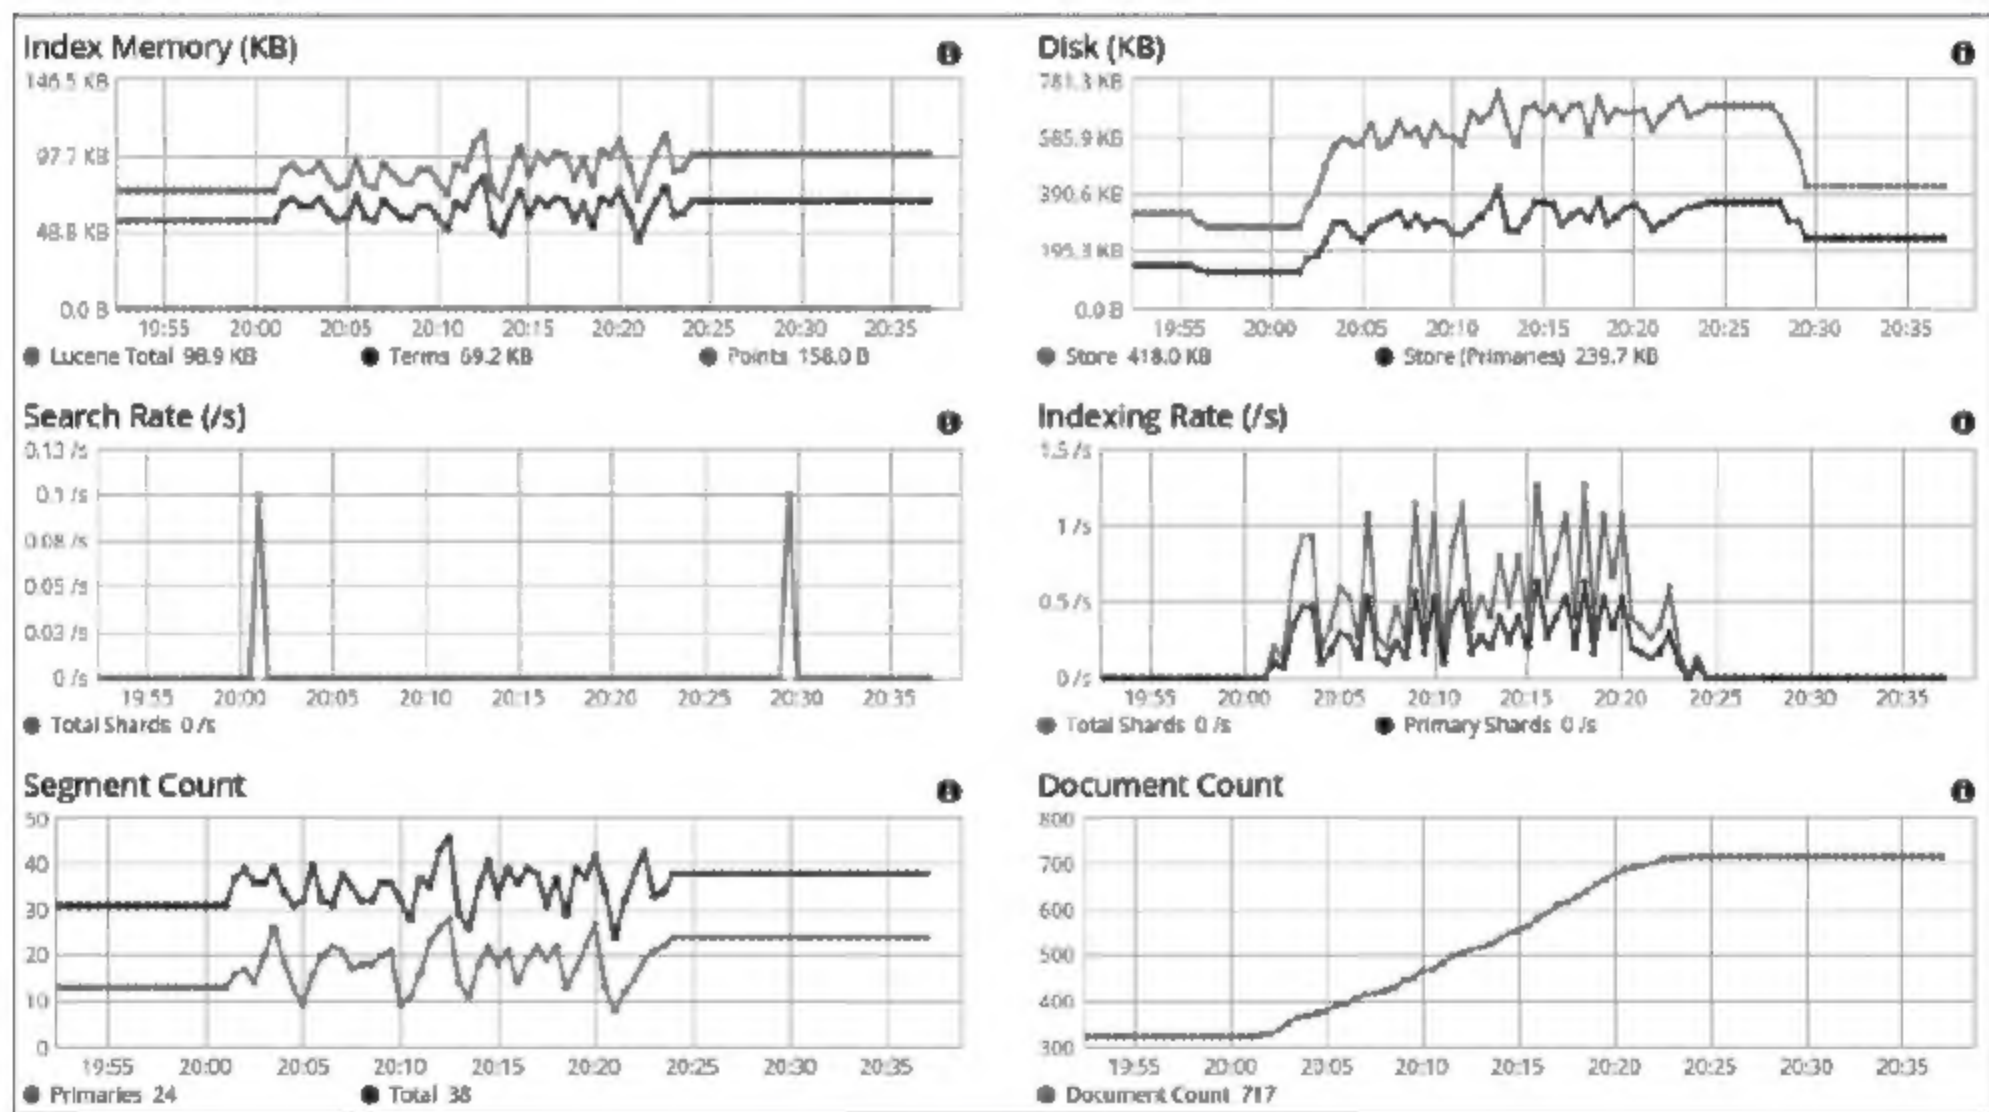 Index Memory (KB)
146.5 KB
97.7 KB
48.8 KB
0.0 B
19:55 20:00 20:05 20:10 20:15 20:20 20:25 20:30 20:35
Lucene Total 98.9 KB Terms 69.2 KB Points 158.0 B
Disk (KB)
781.3 KB
585.9 KB
390.6 KB
195.3 KB
0.0 B
19:55 20:00 20:05 20:10 20:15 20:20 20:25 20:30 20:35
Store 418.0 KB Store (Primaries) 239.7 KB
Search Rate (/s)
0.13 /s
0.1 /s
0.08 /s
0.05 /s
0.03 /s
0 /s
19:55 20:00 20:05 20:10 20:15 20:20 20:25 20:30 20:35
Total Shards 0 /s
Indexing Rate (/s)
1.5 /s
1 /s
0.5 /s
0 /s
19:55 20:00 20:05 20:10 20:15 20:20 20:25 20:30 20:35
Total Shards 0 /s Primary Shards 0 /s
Segment Count
50
40
30
20
10
0
19:55 20:00 20:05 20:10 20:15 20:20 20:25 20:30 20:35
Primaries 24 Total 38
Document Count
800
700
600
500
400
300
19:55 20:00 20:05 20:10 20:15 20:20 20:25 20:30 20:35
Document Count 717